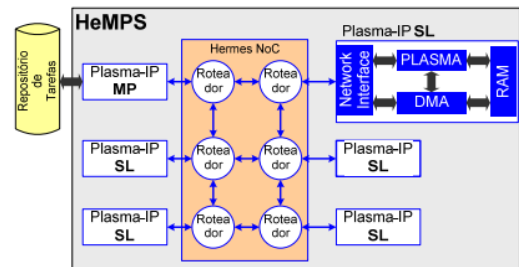 HeMPS
Repositório
de
Tarefas
Hermes NoC
Plasma-IP
MP
Rotea
dor
Rotea
dor
Plasma-IP SL
Network
Interface
PLASMA
DMA
RAM
Plasma-IP
SL
Rotea
dor
Rotea
dor
Plasma-IP
SL
Plasma-IP
SL
Rotea
dor
Rotea
dor
Plasma-IP
SL